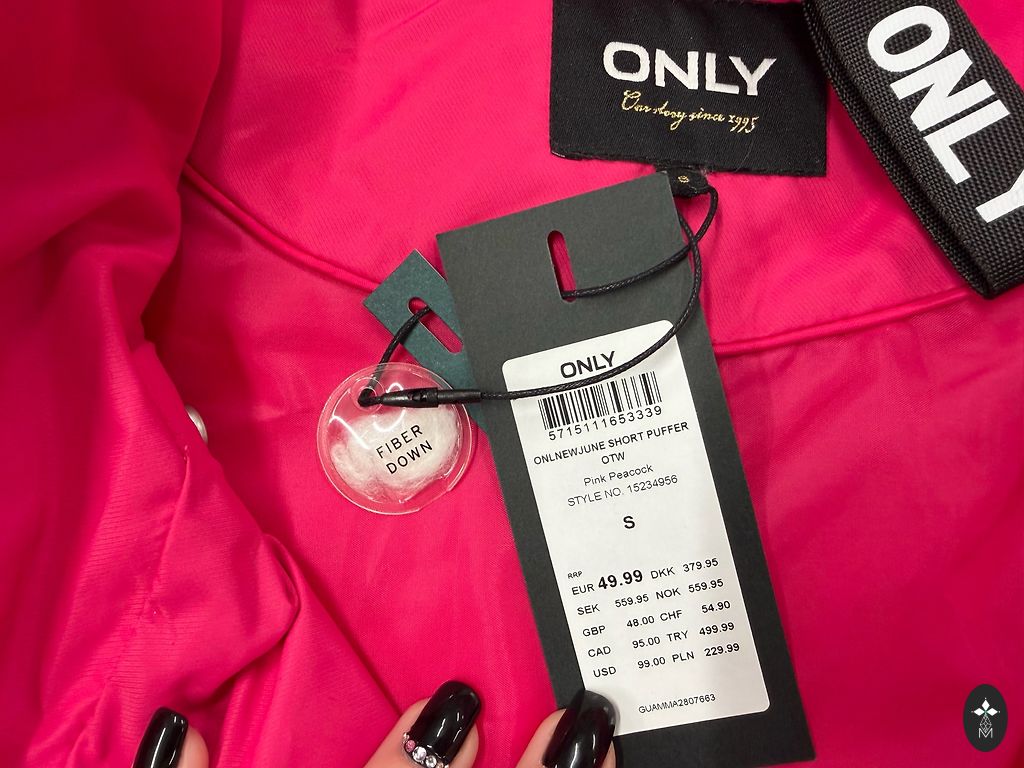 ONLY
Our story since 1995
ONLY
S
FIBER
DOWN
ONLY
5715111653339
ONLNEWJUNE SHORT PUFFER
OTW
Pink Peacock
STYLE NO. 15234956
S
RRP
EUR 49.99 DKK 379.95
SEK 559.95 NOK 559.95
GBP 48.00 CHF 54.90
CAD 95.00 TRY 499.99
USD 99.00 PLN 229.99
GUAMMA2807663
M